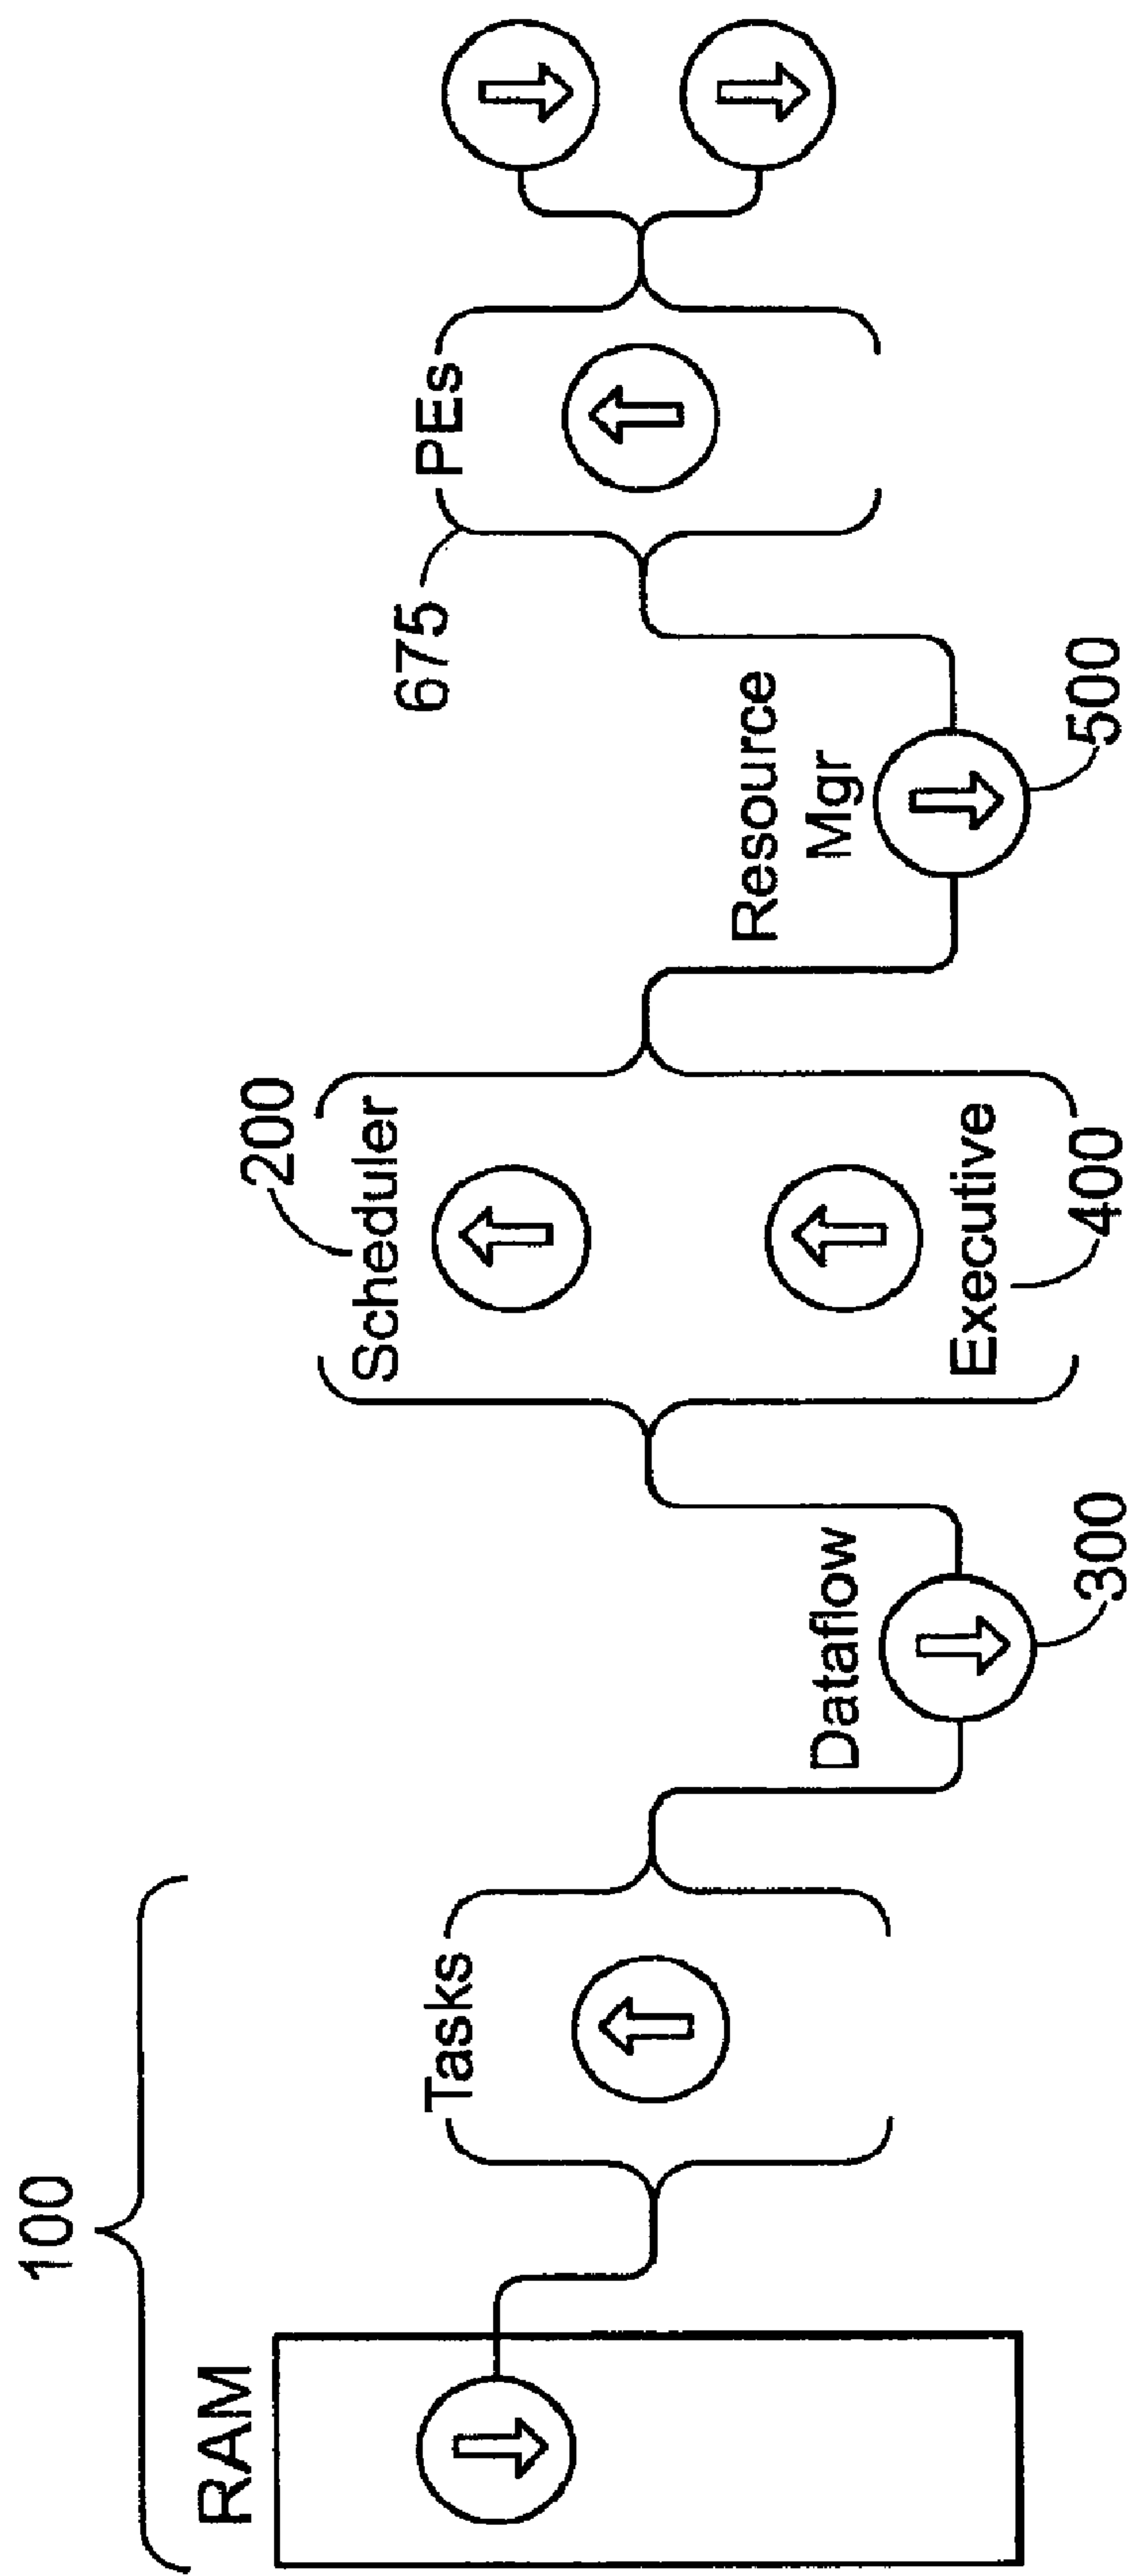 100
RAM
Tasks
Dataflow
300
Scheduler
200
Executive
400
Resource
Mgr
500
PEs
675